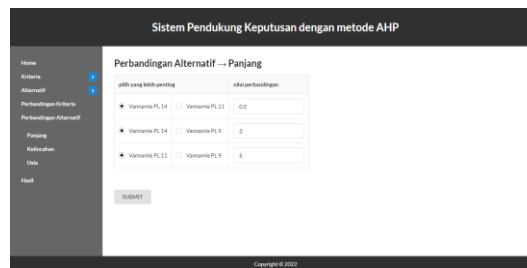 Sistem Pendukung Keputusan dengan metode AHP
Home
Kriteria
Alternatif
Perbandingan Kriteria
Perbandingan Alternatif
Panjang
Kelincahan
Usia
Hasil
Perbandingan Alternatif → Panjang
pilih yang lebih penting nilai perbandingan
Vannamie PL 14 Vannamie PL 11 0.5
Vannamie PL 14 Vannamie PL 9 3
Vannamie PL 11 Vannamie PL 9 5
SUBMIT
Copyright © 2022